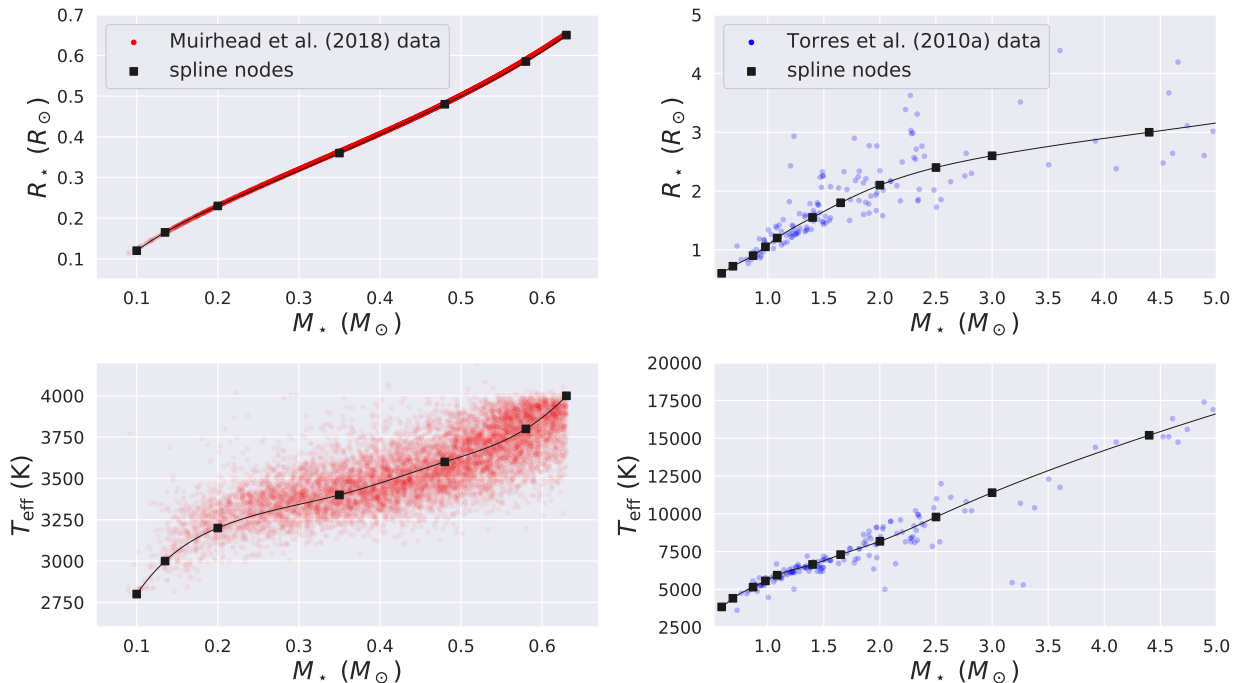 0.7
0.6
0.5
0.4
0.3
0.2
0.1
R⋆ (R⊙)
Muirhead et al. (2018) data
spline nodes
0.1 0.2 0.3 0.4 0.5 0.6
M⋆ (M⊙)
5
4
3
2
1
R⋆ (R⊙)
Torres et al. (2010a) data
spline nodes
1.0 1.5 2.0 2.5 3.0 3.5 4.0 4.5 5.0
M⋆ (M⊙)
4000
3750
3500
3250
3000
2750
Teff (K)
0.1 0.2 0.3 0.4 0.5 0.6
M⋆ (M⊙)
20000
17500
15000
12500
10000
7500
5000
2500
Teff (K)
1.0 1.5 2.0 2.5 3.0 3.5 4.0 4.5 5.0
M⋆ (M⊙)